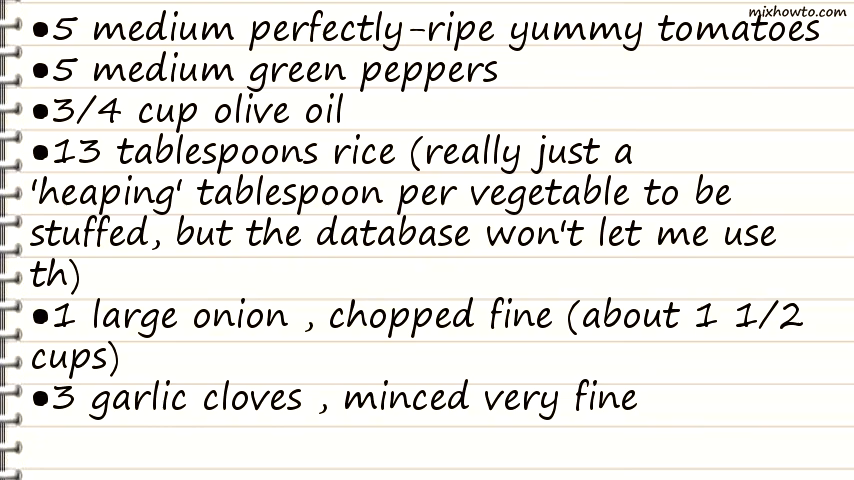 mixhowto.com
•5 medium perfectly-ripe yummy tomatoes
•5 medium green peppers
•3/4 cup olive oil
•13 tablespoons rice (really just a
'heaping' tablespoon per vegetable to be
stuffed, but the database won't let me use
th)
•1 large onion , chopped fine (about 1 1/2
cups)
•3 garlic cloves , minced very fine